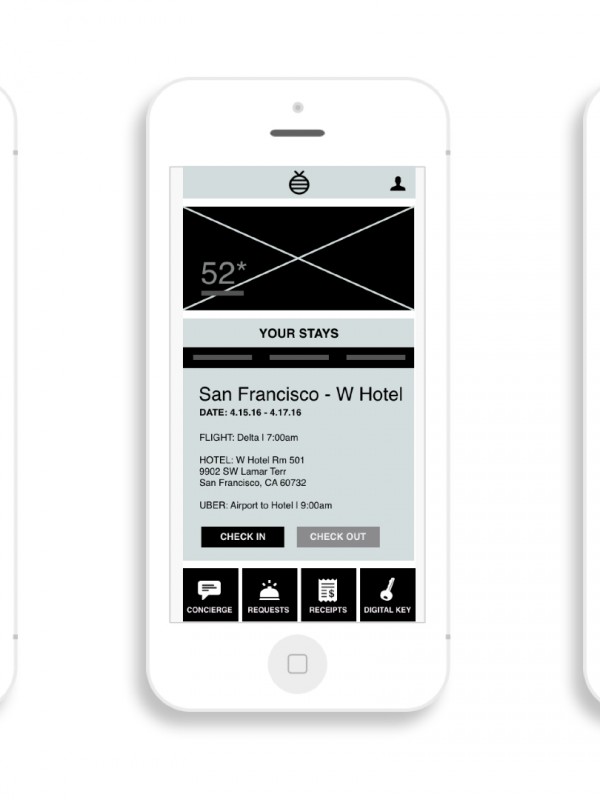 52*
YOUR STAYS
San Francisco - W Hotel
DATE: 4.15.16 - 4.17.16
FLIGHT: Delta | 7:00am
HOTEL: W Hotel Rm 501
9902 SW Lamar Terr
San Francisco, CA 60732
UBER: Airport to Hotel | 9:00am
CHECK IN
CHECK OUT
CONCIERGE
REQUESTS
$
RECEIPTS
DIGITAL KEY